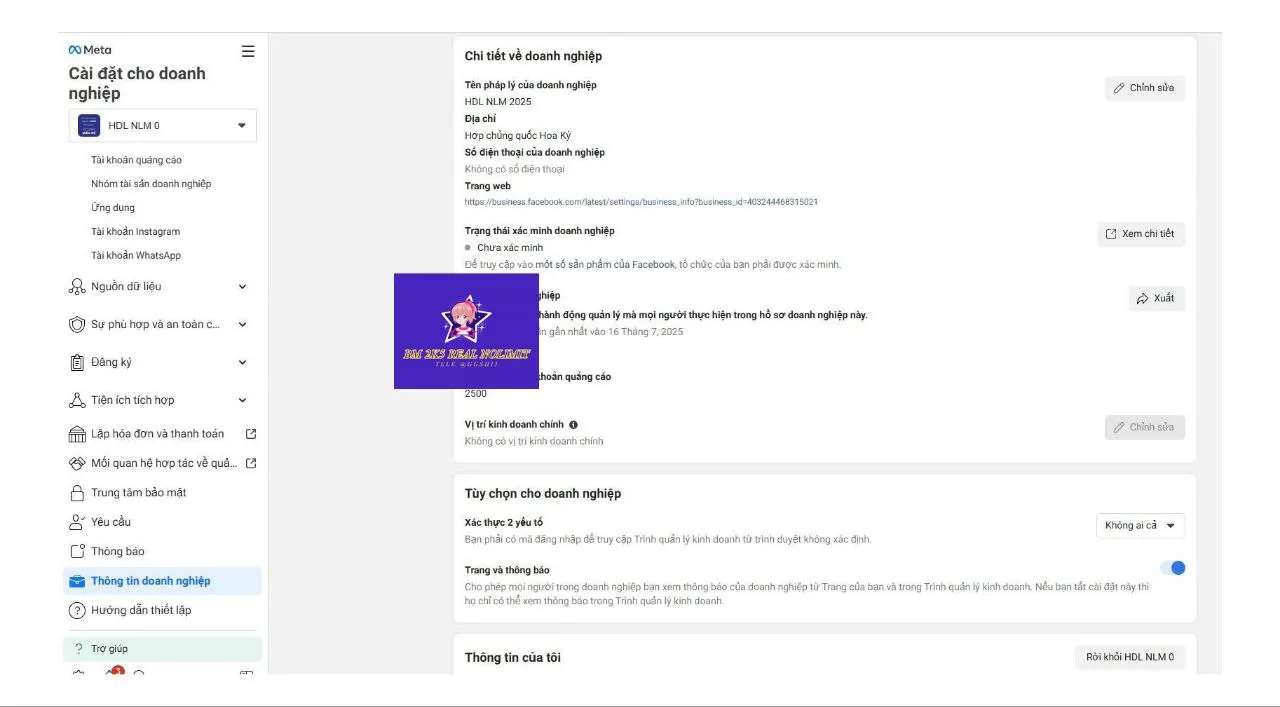 Meta
Cài đặt cho doanh
nghiệp
HDL NLM 0
Tài khoản quảng cáo
Nhóm tài sản doanh nghiệp
Ứng dụng
Tài khoản Instagram
Tài khoản WhatsApp
Nguồn dữ liệu
Sự phù hợp và an toàn c...
Đăng ký
Tiện ích tích hợp
Lập hóa đơn và thanh toán
Mối quan hệ hợp tác về quả...
Trung tâm bảo mật
Yêu cầu
Thông báo
Thông tin doanh nghiệp
Hướng dẫn thiết lập
? Trợ giúp
3
Chi tiết về doanh nghiệp
Tên pháp lý của doanh nghiệp
Chỉnh sửa
HDL NLM 2025
Địa chỉ
Hợp chủng quốc Hoa Kỳ
Số điện thoại của doanh nghiệp
Không có số điện thoại
Trang web
https://business.facebook.com/latest/settings/business_info?business_id=403244468315021
Trạng thái xác minh doanh nghiệp
Xem chi tiết
Chưa xác minh
Để truy cập vào một số sản phẩm của Facebook, tổ chức của bạn phải được xác minh.
nghiệp
Xuất
hành động quản lý mà mọi người thực hiện trong hồ sơ doanh nghiệp này.
gần nhất vào 16 Tháng 7, 2025
BM 2K5 REAL NOLIMIT
TELE @GGSHII
khoản quảng cáo
2500
Vị trí kinh doanh chính
Chỉnh sửa
Không có vị trí kinh doanh chính
Tùy chọn cho doanh nghiệp
Xác thực 2 yếu tố
Không ai cả
Bạn phải có mã đăng nhập để truy cập Trình quản lý kinh doanh từ trình duyệt không xác định.
Trang và thông báo
Cho phép mọi người trong doanh nghiệp bạn xem thông báo của doanh nghiệp từ Trang của bạn và trong Trình quản lý kinh doanh. Nếu bạn tắt cài đặt này thì
họ chỉ có thể xem thông báo trong Trình quản lý kinh doanh.
Thông tin của tôi
Rời khỏi HDL NLM 0